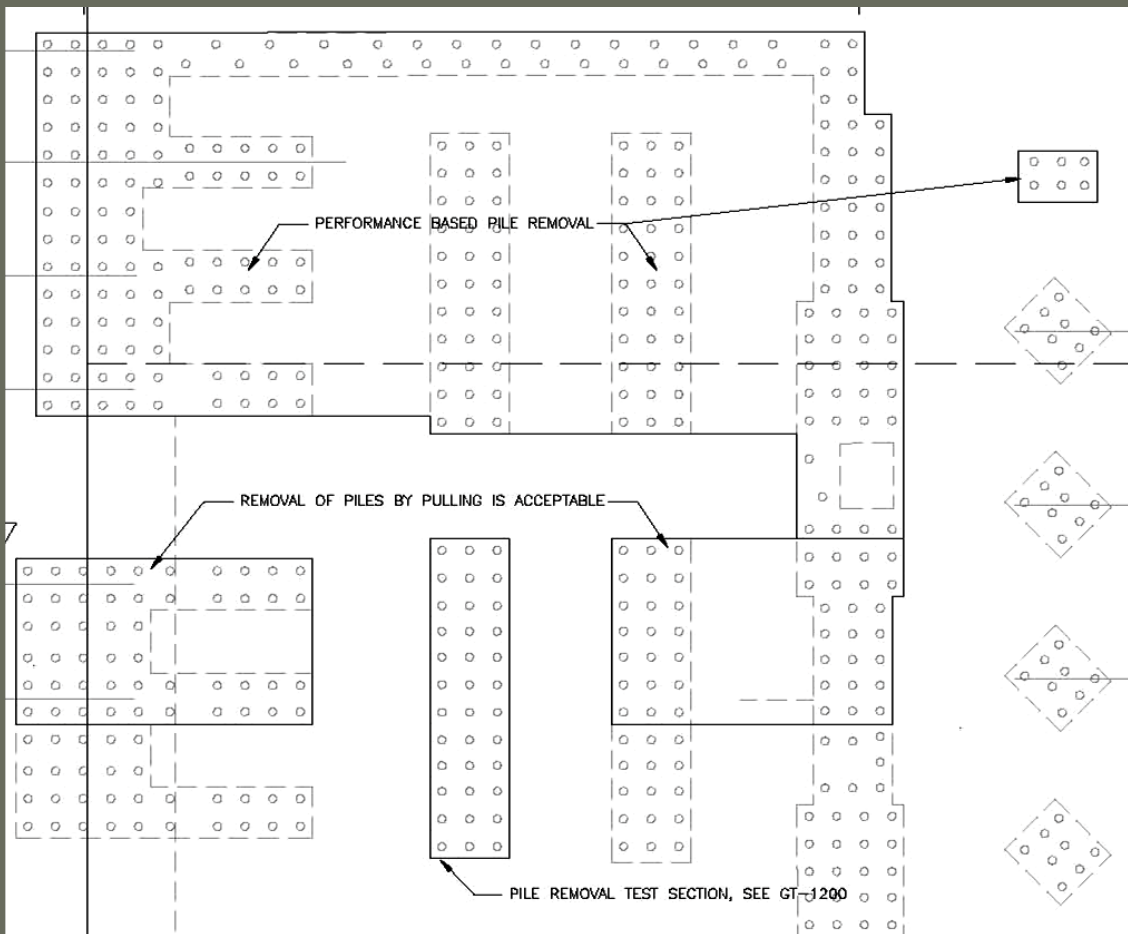 PERFORMANCE BASED PILE REMOVAL
REMOVAL OF PILES BY PULLING IS ACCEPTABLE
PILE REMOVAL TEST SECTION, SEE GT-1200